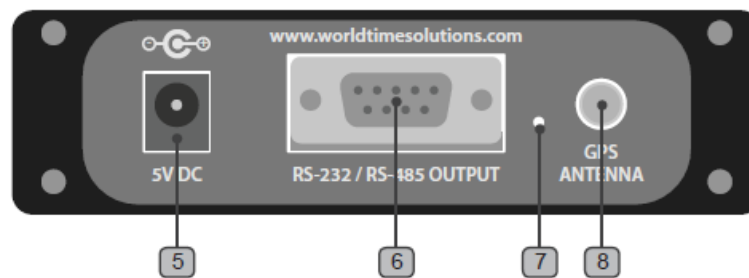 www.worldtimesolutions.com
5V DC
RS-232 / RS-485 OUTPUT
GPS
ANTENNA
5
6
7
8